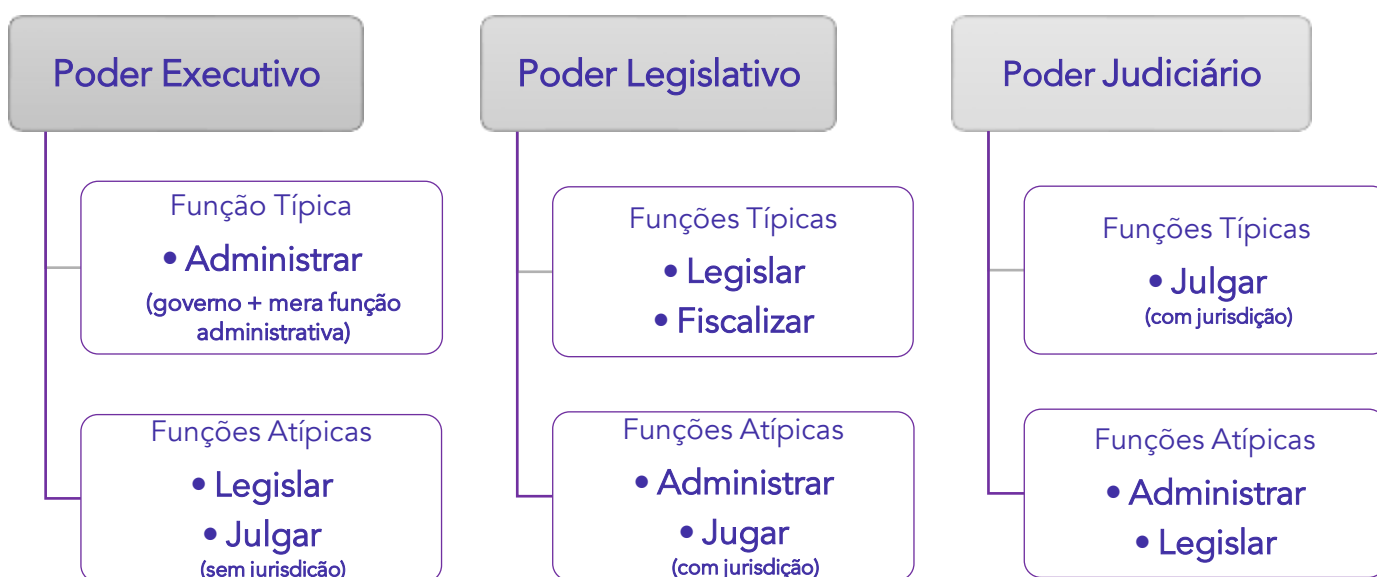 Poder Executivo
Função Típica
• Administrar
(governo + mera função
administrativa)
Funções Atípicas
• Legislar
• Julgar
(sem jurisdição)
Poder Legislativo
Funções Típicas
• Legislar
• Fiscalizar
Funções Atípicas
• Administrar
• Jugar
(com jurisdição)
Poder Judiciário
Funções Típicas
• Julgar
(com jurisdição)
Funções Atípicas
• Administrar
• Legislar